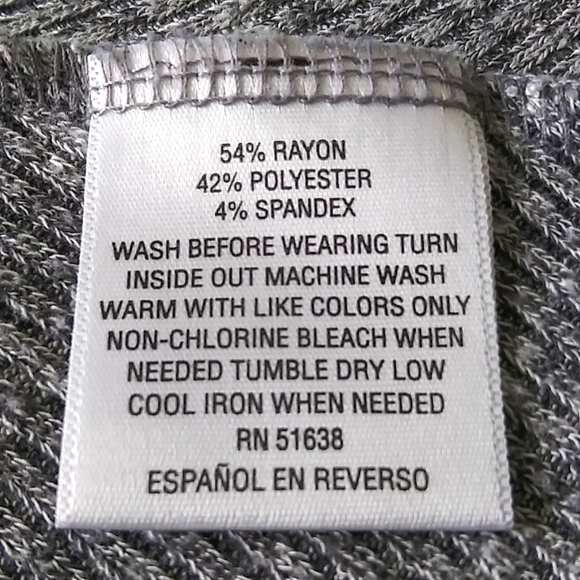 54% RAYON
42% POLYESTER
4% SPANDEX
WASH BEFORE WEARING TURN
INSIDE OUT MACHINE WASH
WARM WITH LIKE COLORS ONLY
NON-CHLORINE BLEACH WHEN
NEEDED TUMBLE DRY LOW
COOL IRON WHEN NEEDED
RN 51638
ESPAÑOL EN REVERSO